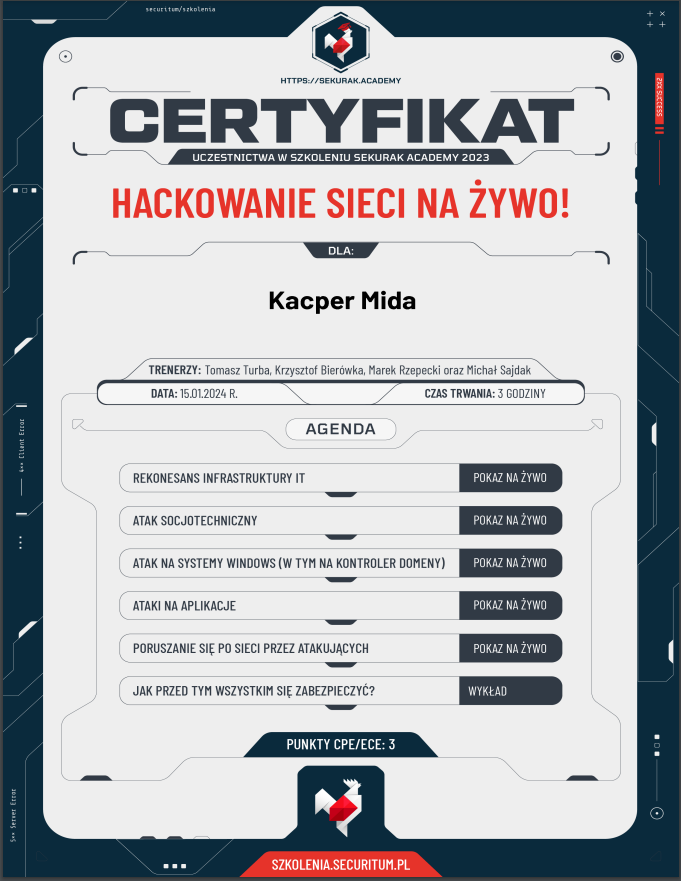 securitum/szkolenia
HTTPS://SEKURAK.ACADEMY
2XX SUCCESS
CERTYFIKAT
UCZESTNICTWA W SZKOLENIU SEKURAK ACADEMY 2023
HACKOWANIE SIECI NA ŻYWO!
DLA:
Kacper Mida
TRENERZY: Tomasz Turba, Krzysztof Bierówka, Marek Rzepecki oraz Michał Sajdak
DATA: 15.01.2024 R. CZAS TRWANIA: 3 GODZINY
4** Client Error
AGENDA
REKONESANS INFRASTRUKTURY IT POKAZ NA ŻYWO
ATAK SOCJOTECHNICZNY POKAZ NA ŻYWO
ATAK NA SYSTEMY WINDOWS (W TYM NA KONTROLER DOMENY) POKAZ NA ŻYWO
ATAKI NA APLIKACJE POKAZ NA ŻYWO
PORUSZANIE SIĘ PO SIECI PRZEZ ATAKUJĄCYCH POKAZ NA ŻYWO
JAK PRZED TYM WSZYSTKIM SIĘ ZABEZPIECZYĆ? WYKŁAD
PUNKTY CPE/ECE: 3
5** Server Error
SZKOLENIA.SECURITUM.PL